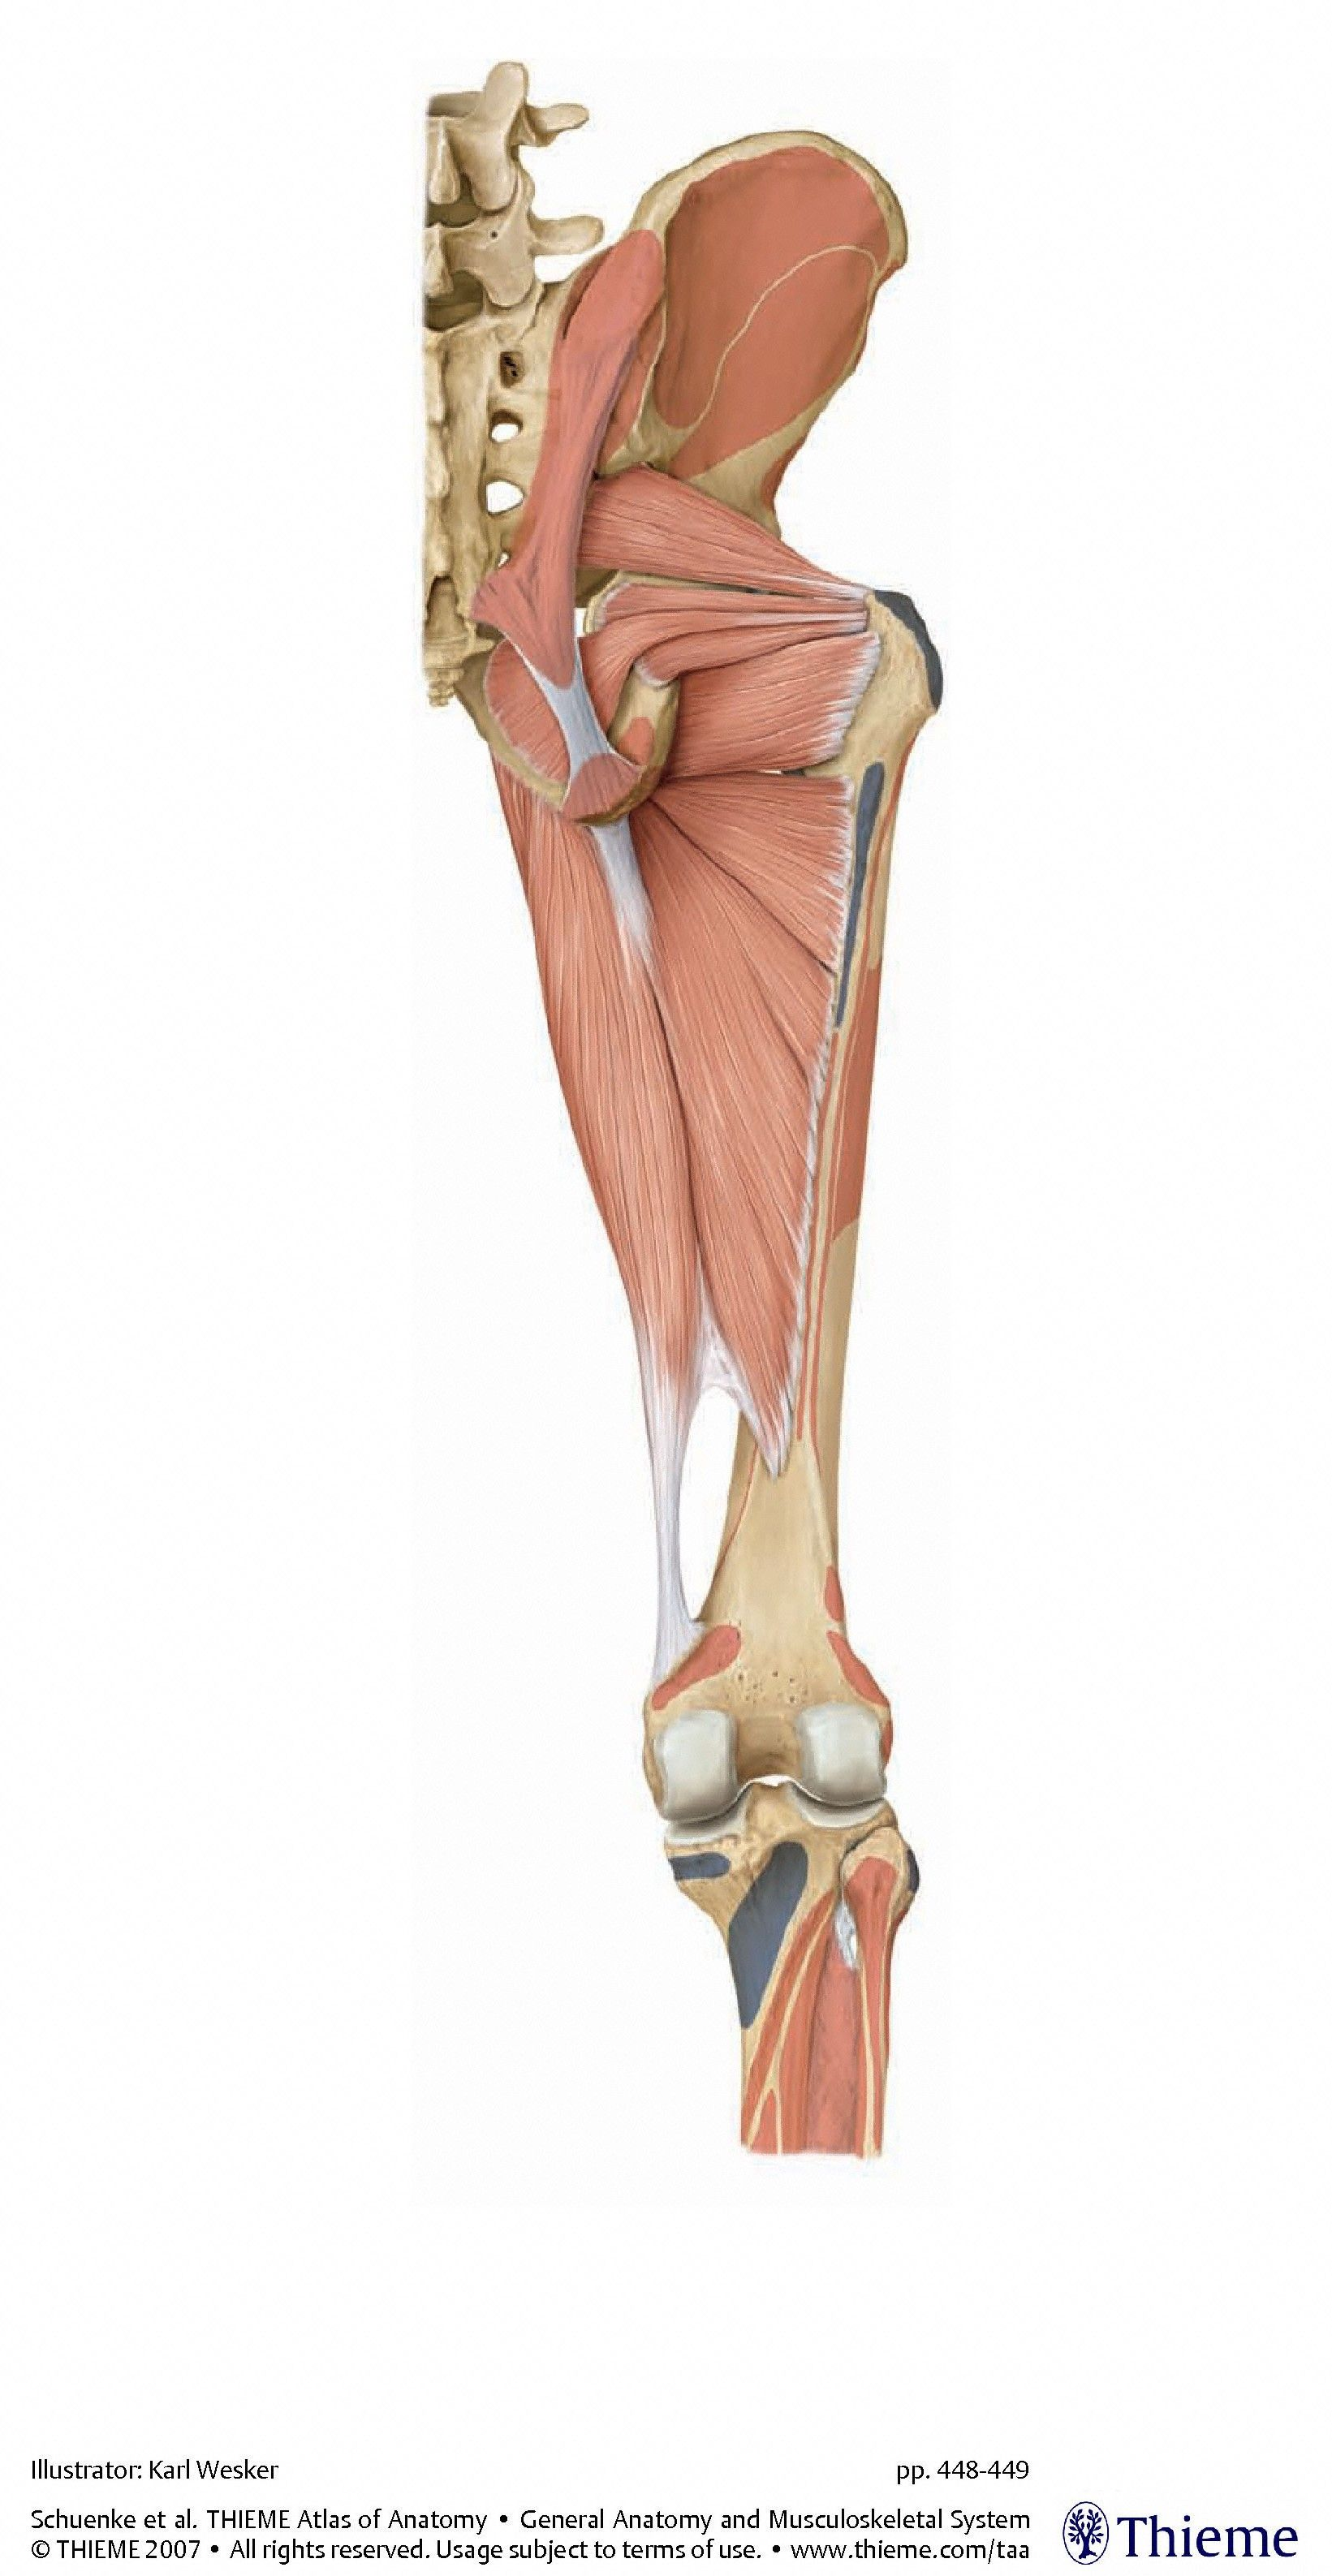 Illustrator: Karl Wesker
pp. 448-449
Schuenke et al. THIEME Atlas of Anatomy • General Anatomy and Musculoskeletal System
© THIEME 2007 • All rights reserved. Usage subject to terms of use. • www.thieme.com/taa
Thieme